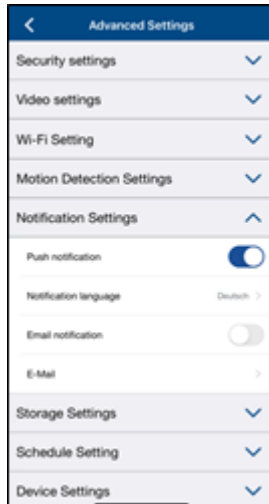 Advanced Settings
Security settings
Video settings
Wi-Fi Setting
Motion Detection Settings
Notification Settings
Push notification
Notification language Deutsch
Email notification
E-Mail
Storage Settings
Schedule Setting
Device Settings